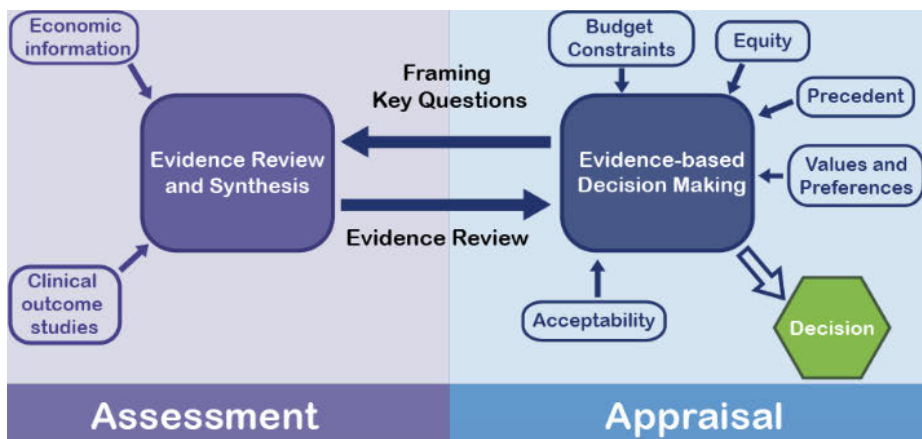 Economic
information
Budget
Constraints
Equity
Framing
Key Questions
Precedent
Evidence Review
and Synthesis
Evidence-based
Decision Making
Values and
Preferences
Evidence Review
Clinical
outcome
studies
Acceptability
Decision
Assessment
Appraisal